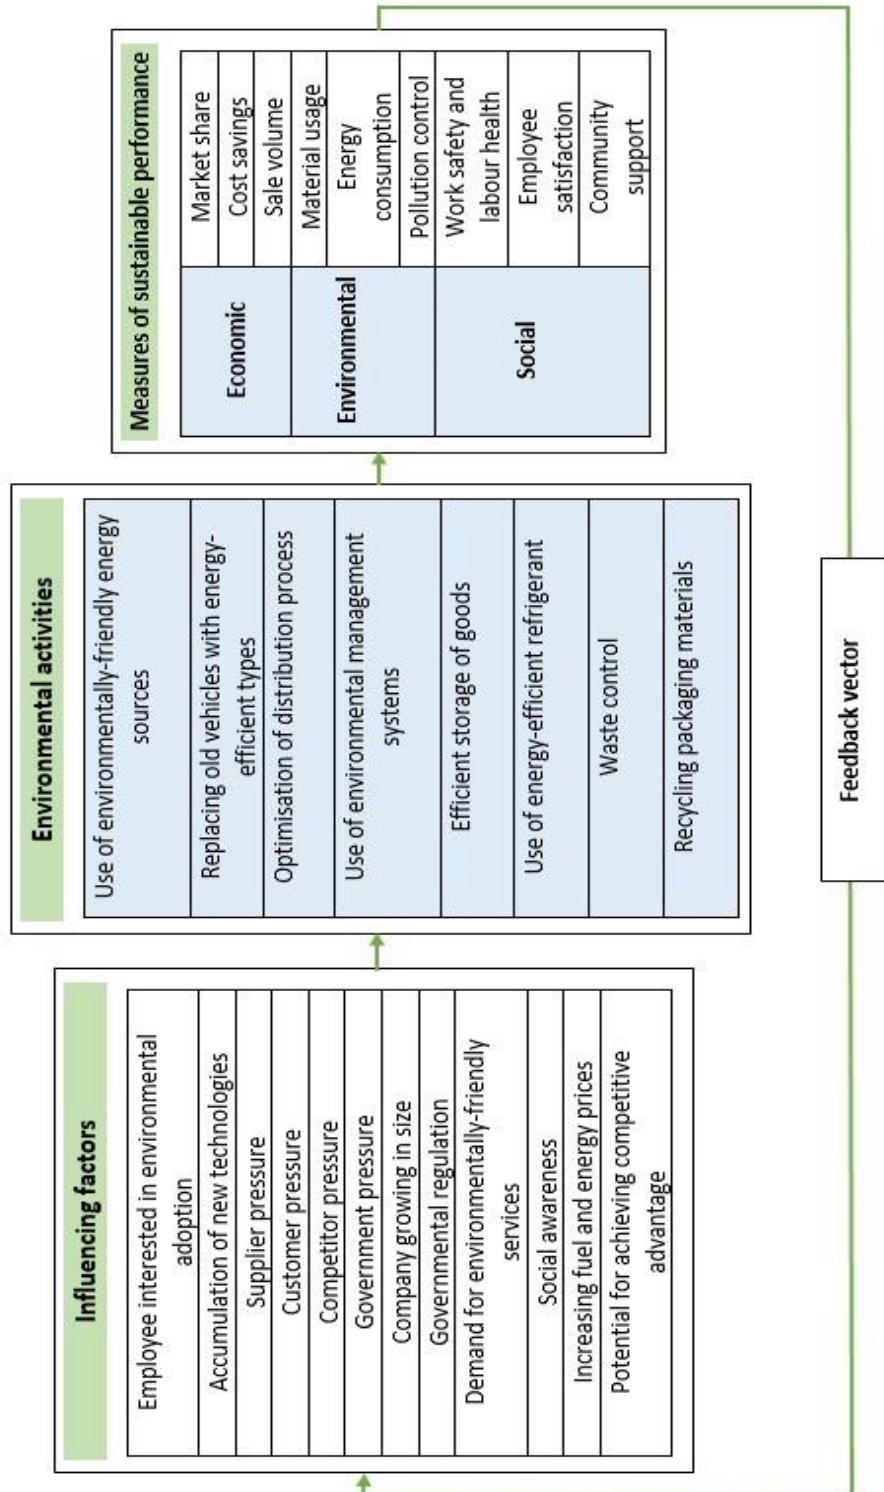 Influencing factors
Employee interested in environmental
adoption
Accumulation of new technologies
Supplier pressure
Customer pressure
Competitor pressure
Government pressure
Company growing in size
Governmental regulation
Demand for environmentally-friendly
services
Social awareness
Increasing fuel and energy prices
Potential for achieving competitive
advantage
Environmental activities
Use of environmentally-friendly energy
sources
Replacing old vehicles with energy-
efficient types
Optimisation of distribution process
Use of environmental management
systems
Efficient storage of goods
Use of energy-efficient refrigerant
Waste control
Recycling packaging materials
Measures of sustainable performance
Economic
Market share
Cost savings
Sale volume
Environmental
Material usage
Energy
consumption
Pollution control
Social
Work safety and
labour health
Employee
satisfaction
Community
support
Feedback vector